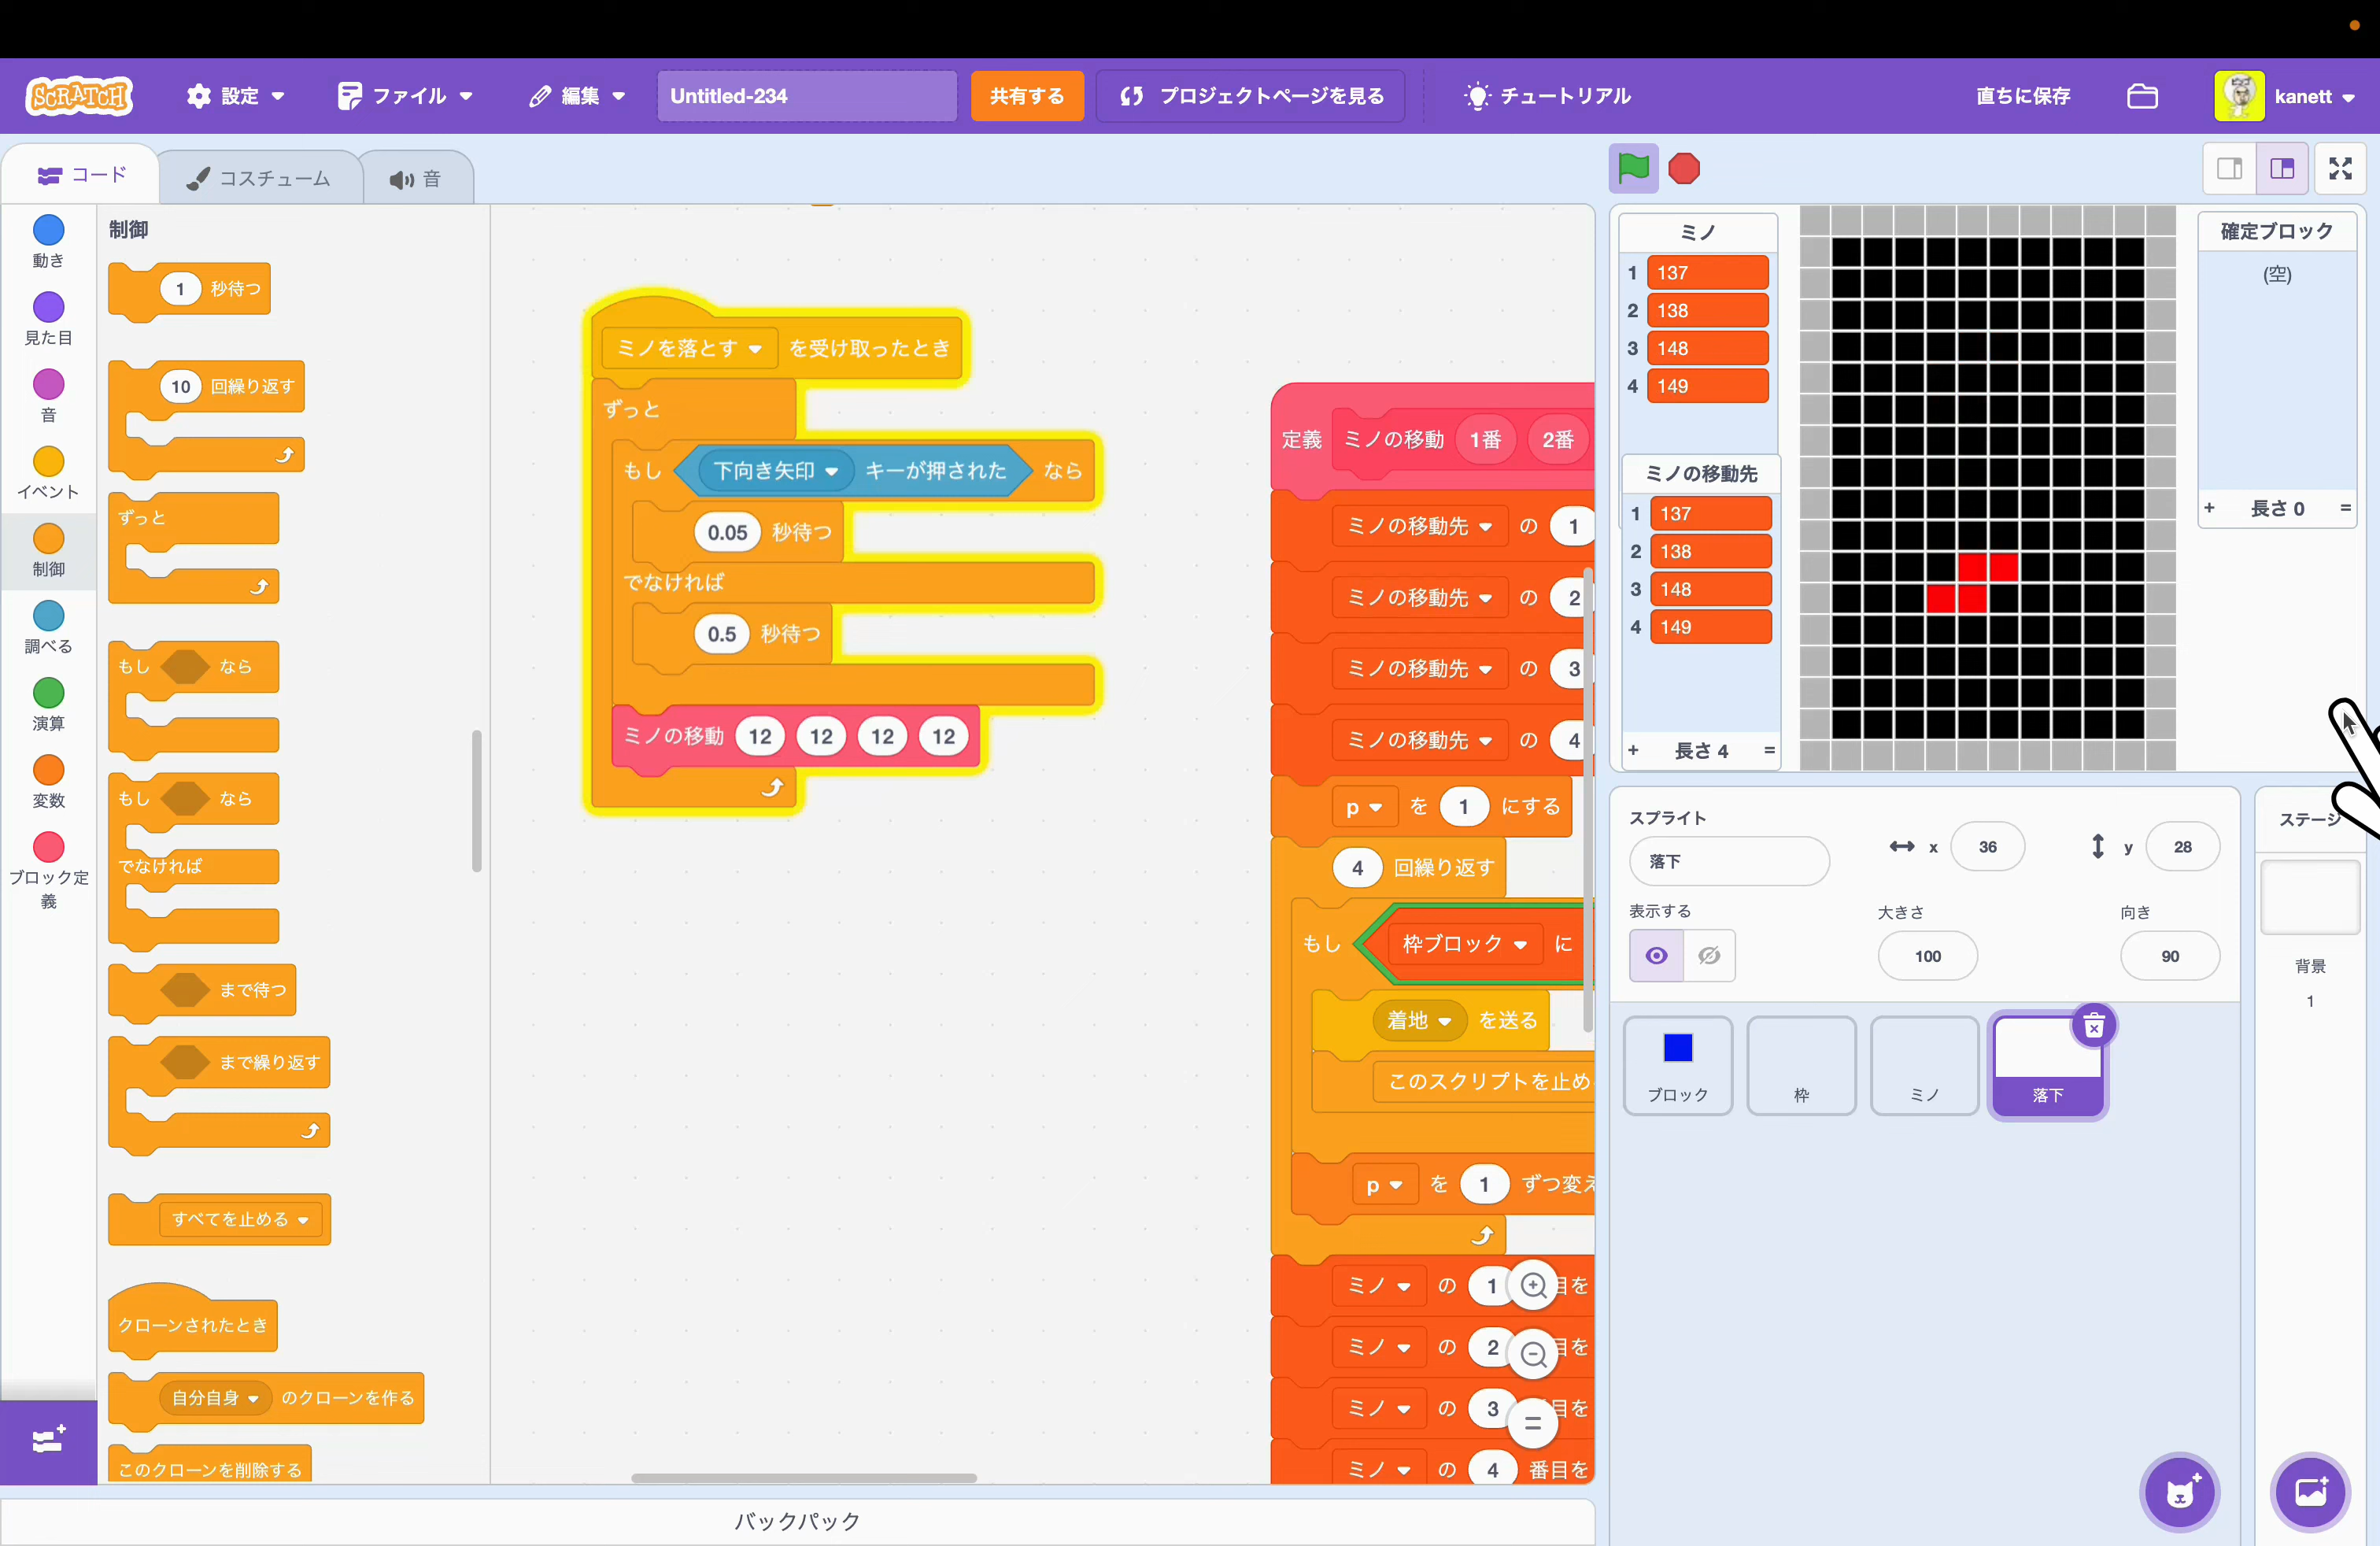 SCRATCH
設定
ファイル
編集
Untitled-234
共有する
プロジェクトページを見る
チュートリアル
直ちに保存
kanett
コード
コスチューム
音
動き
見た目
音
イベント
制御
調べる
演算
変数
ブロック定
義
制御
1 秒待つ
10 回繰り返す
ずっと
もし なら
もし なら
でなければ
まで待つ
まで繰り返す
すべてを止める
クローンされたとき
自分自身 のクローンを作る
このクローンを削除する
ミノを落とす を受け取ったとき
ずっと
もし 下向き矢印 キーが押された なら
0.05 秒待つ
でなければ
0.5 秒待つ
ミノの移動 12 12 12 12
定義 ミノの移動 1番 2番
ミノの移動先 の 1
ミノの移動先 の 2
ミノの移動先 の 3
ミノの移動先 の 4
p を 1 にする
4 回繰り返す
もし 枠ブロック に
着地 を送る
このスクリプトを止め
p を 1 ずつ変え
ミノ の 1 目を
ミノ の 2 目を
ミノ の 3 目を
ミノ の 4 番目を
バックパック
ミノ
1 137
2 138
3 148
4 149
ミノの移動先
1 137
2 138
3 148
4 149
+ 長さ 4 =
確定ブロック
(空)
+ 長さ 0 =
スプライト
落下
x 36
y 28
表示する
大きさ
100
向き
90
ブロック
枠
ミノ
落下
ステージ
背景
1